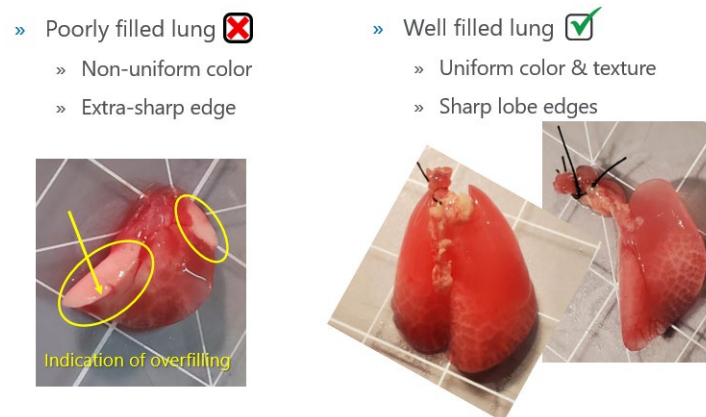 » Poorly filled lung
» Non-uniform color
» Extra-sharp edge
Indication of overfilling
» Well filled lung
» Uniform color & texture
» Sharp lobe edges